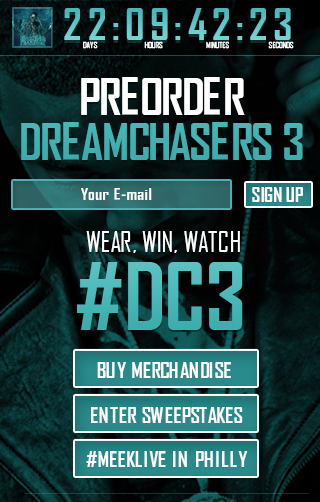 22:09:42:23
DAYS HOURS MINUTES SECONDS
PREORDER
DREAMCHASERS 3
Your E-mail SIGN UP
WEAR, WIN, WATCH
#DC3
BUY MERCHANDISE
ENTER SWEEPSTAKES
#MEEKLIVE IN PHILLY